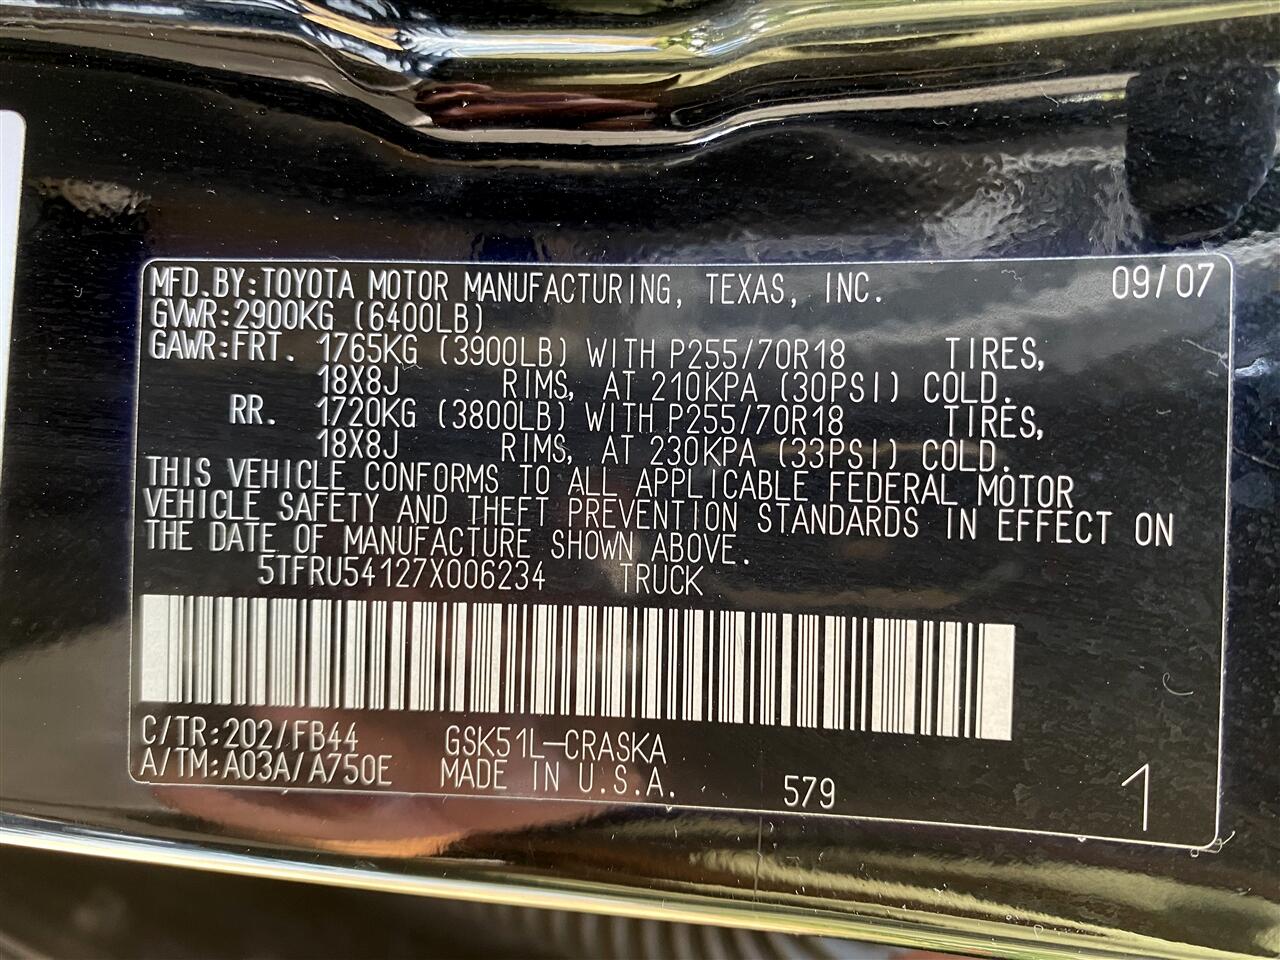 MFD.BY:TOYOTA MOTOR MANUFACTURING, TEXAS, INC. 09/07
GVWR:2900KG (6400LB)
GAWR:FRT. 1765KG (3900LB) WITH P255/70R18 TIRES,
18X8J RIMS, AT 210KPA (30PSI) COLD.
RR. 1720KG (3800LB) WITH P255/70R18 TIRES,
18X8J RIMS, AT 230KPA (33PSI) COLD.
THIS VEHICLE CONFORMS TO ALL APPLICABLE FEDERAL MOTOR
VEHICLE SAFETY AND THEFT PREVENTION STANDARDS IN EFFECT ON
THE DATE OF MANUFACTURE SHOWN ABOVE.
5TFRU54127X006234 TRUCK
C/TR:202/FB44 GSK51L-CRASKA
A/TM:A03A/A750E MADE IN U.S.A. 579 1